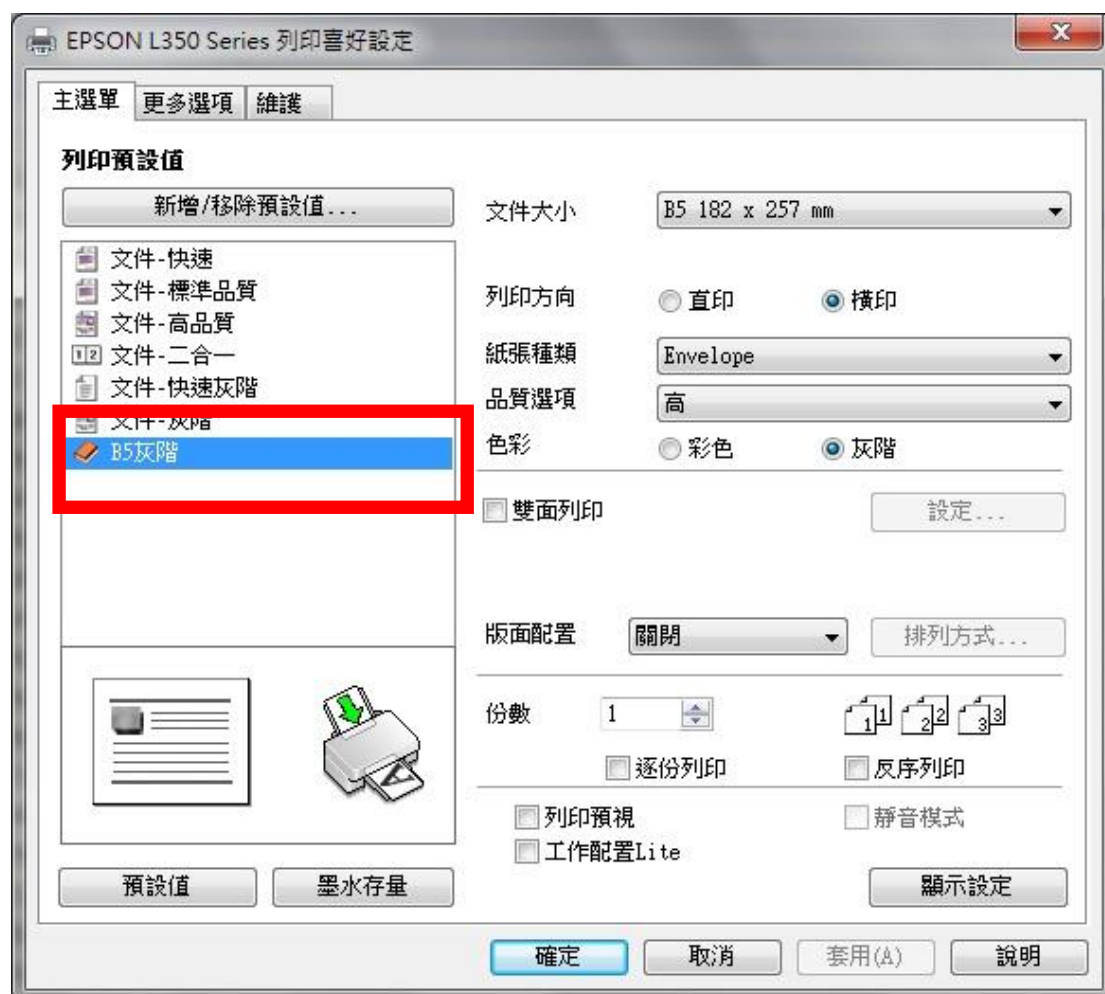 EPSON L350 Series 列印喜好設定
主選單 更多選項 維護
列印預設值
新增/移除預設值...
文件-快速
文件-標準品質
文件-高品質
12 文件-二合一
文件-快速灰階
文件-灰階
B5灰階
文件大小 B5 182 x 257 mm
列印方向 直印 橫印
紙張種類 Envelope
品質選項 高
色彩 彩色 灰階
雙面列印 設定...
版面配置 關閉 排列方式...
份數 1 1 1 2 2 3 3
逐份列印 反序列印
列印預視 靜音模式
工作配置Lite
預設值 墨水存量 顯示設定
確定 取消 套用(A) 說明